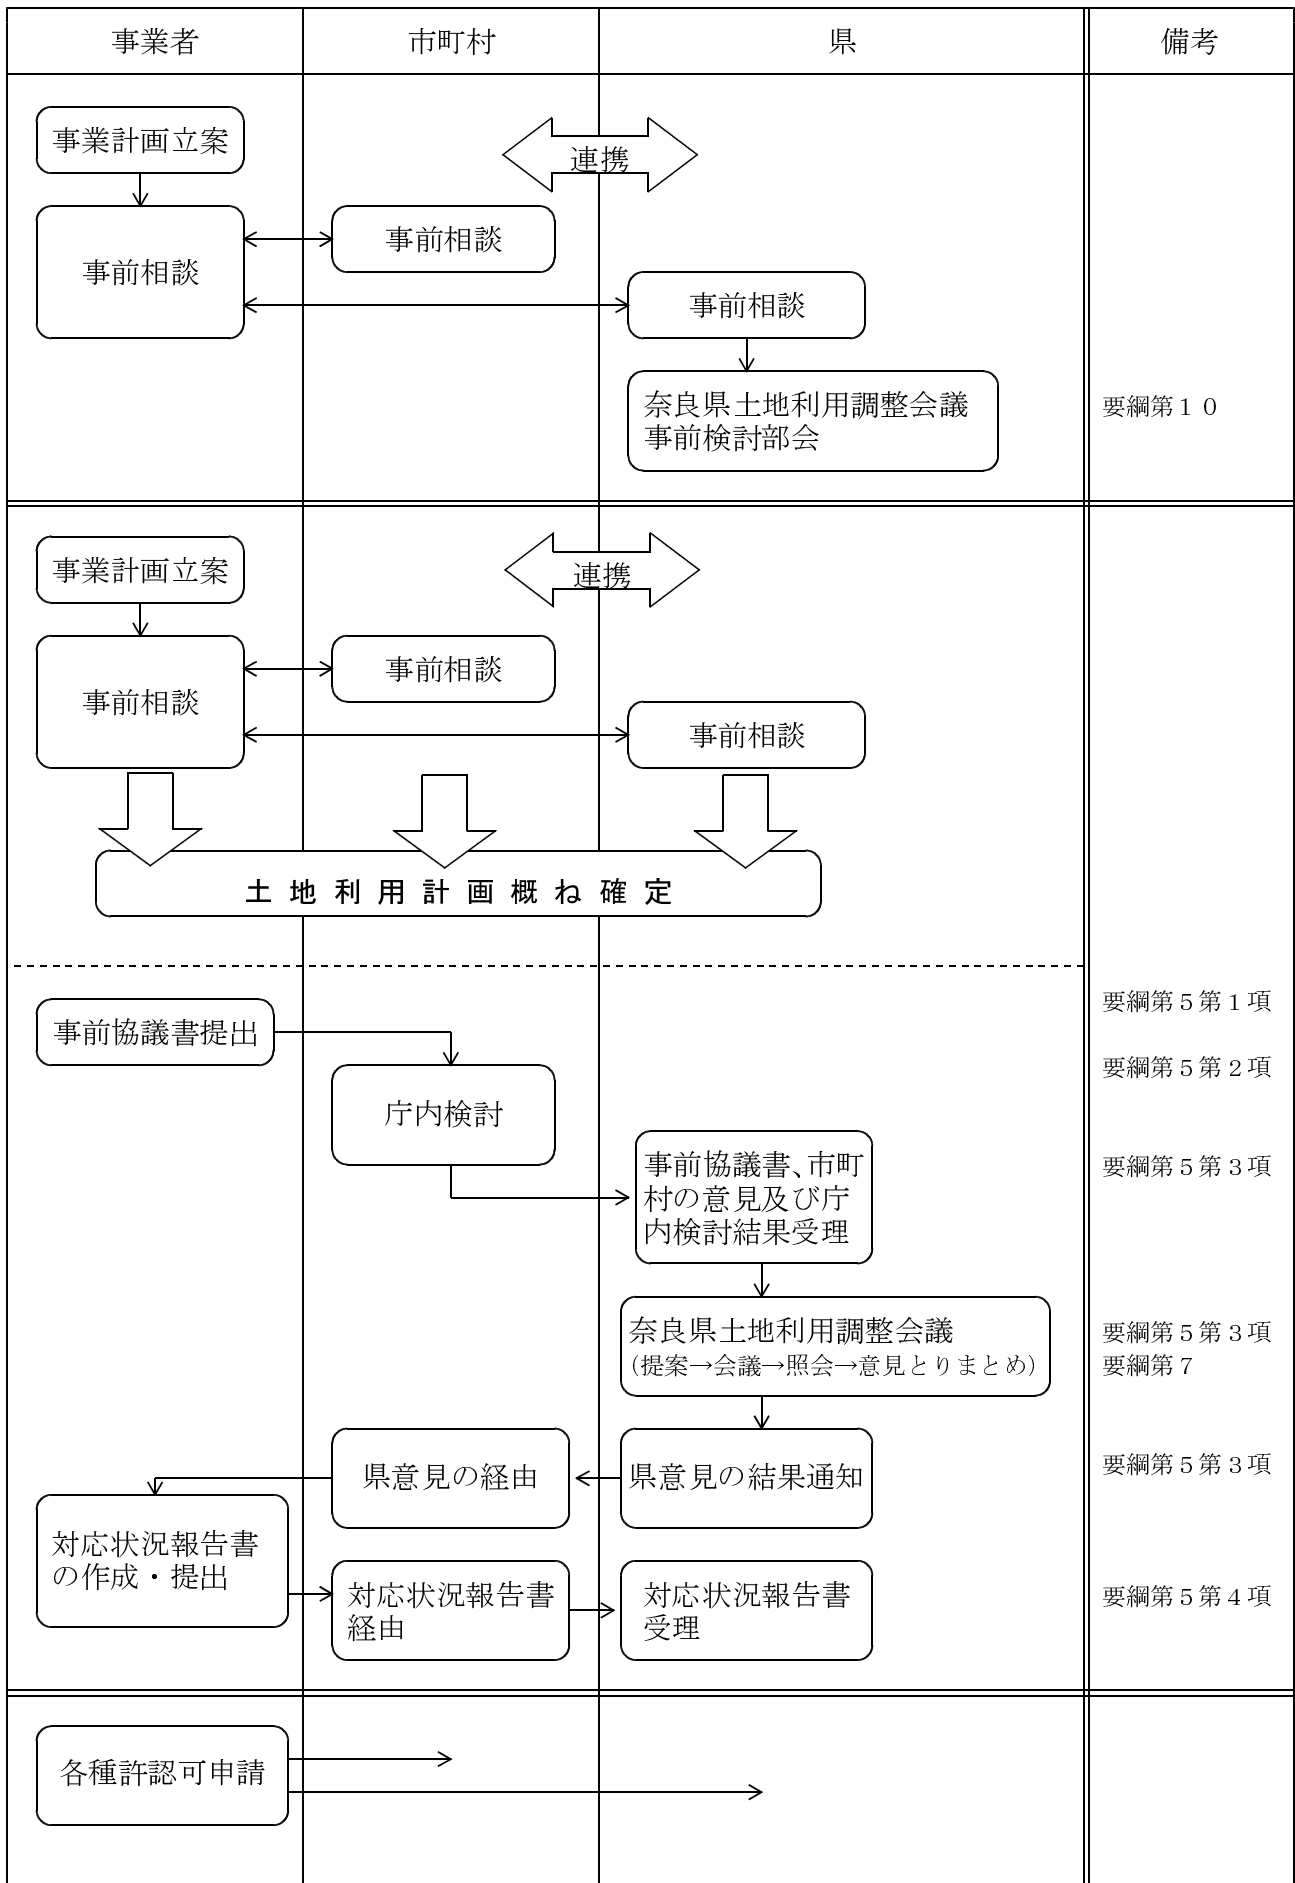 事業者
市町村
県
備考
事業計画立案
連携
事前相談
事前相談
事前相談
奈良県土地利用調整会議
事前検討部会
要綱第１０
事業計画立案
連携
事前相談
事前相談
事前相談
土地利用計画概ね確定
事前協議書提出
要綱第５第１項
庁内検討
要綱第５第２項
事前協議書、市町
村の意見及び庁
内検討結果受理
要綱第５第３項
奈良県土地利用調整会議
（提案→会議→照会→意見とりまとめ）
要綱第５第３項
要綱第７
県意見の結果通知
県意見の経由
要綱第５第３項
対応状況報告書
の作成・提出
対応状況報告書
経由
対応状況報告書
受理
要綱第５第４項
各種許認可申請